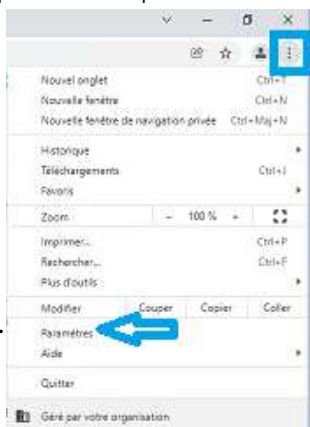 Nouvel onglet Ctrl+T
Nouvelle fenêtre Ctrl+N
Nouvelle fenêtre de navigation privée Ctrl+Maj+N
Historique
Téléchargements Ctrl+J
Favoris
Zoom - 100 % +
Imprimer... Ctrl+P
Rechercher... Ctrl+F
Plus d'outils
Modifier Couper Copier Coller
Paramètres
Aide
Quitter
Géré par votre organisation